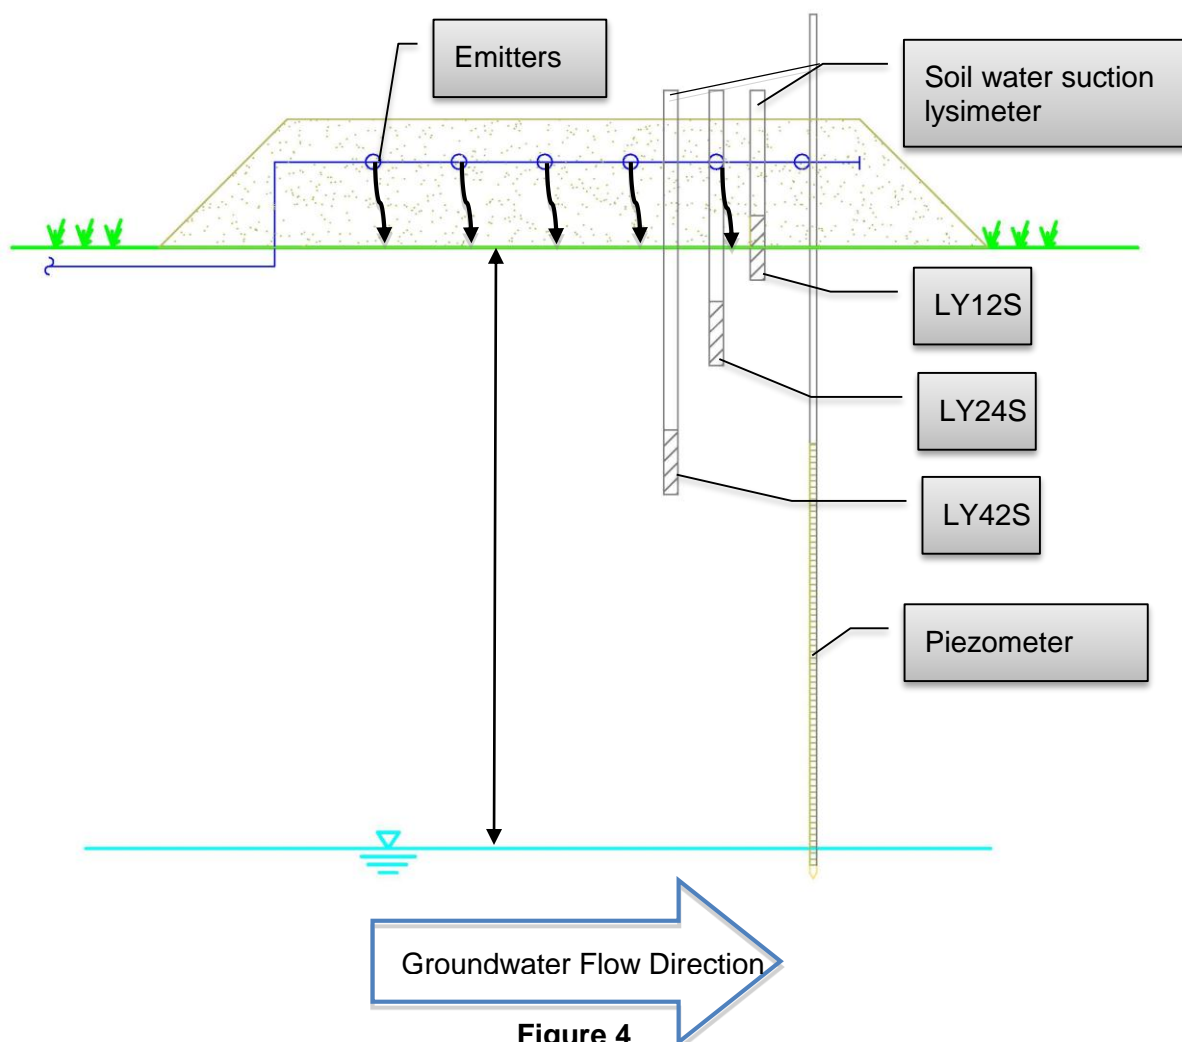 Emitters
Soil water suction
lysimeter
LY12S
LY24S
LY42S
Piezometer
Groundwater Flow Direction
Figure 4